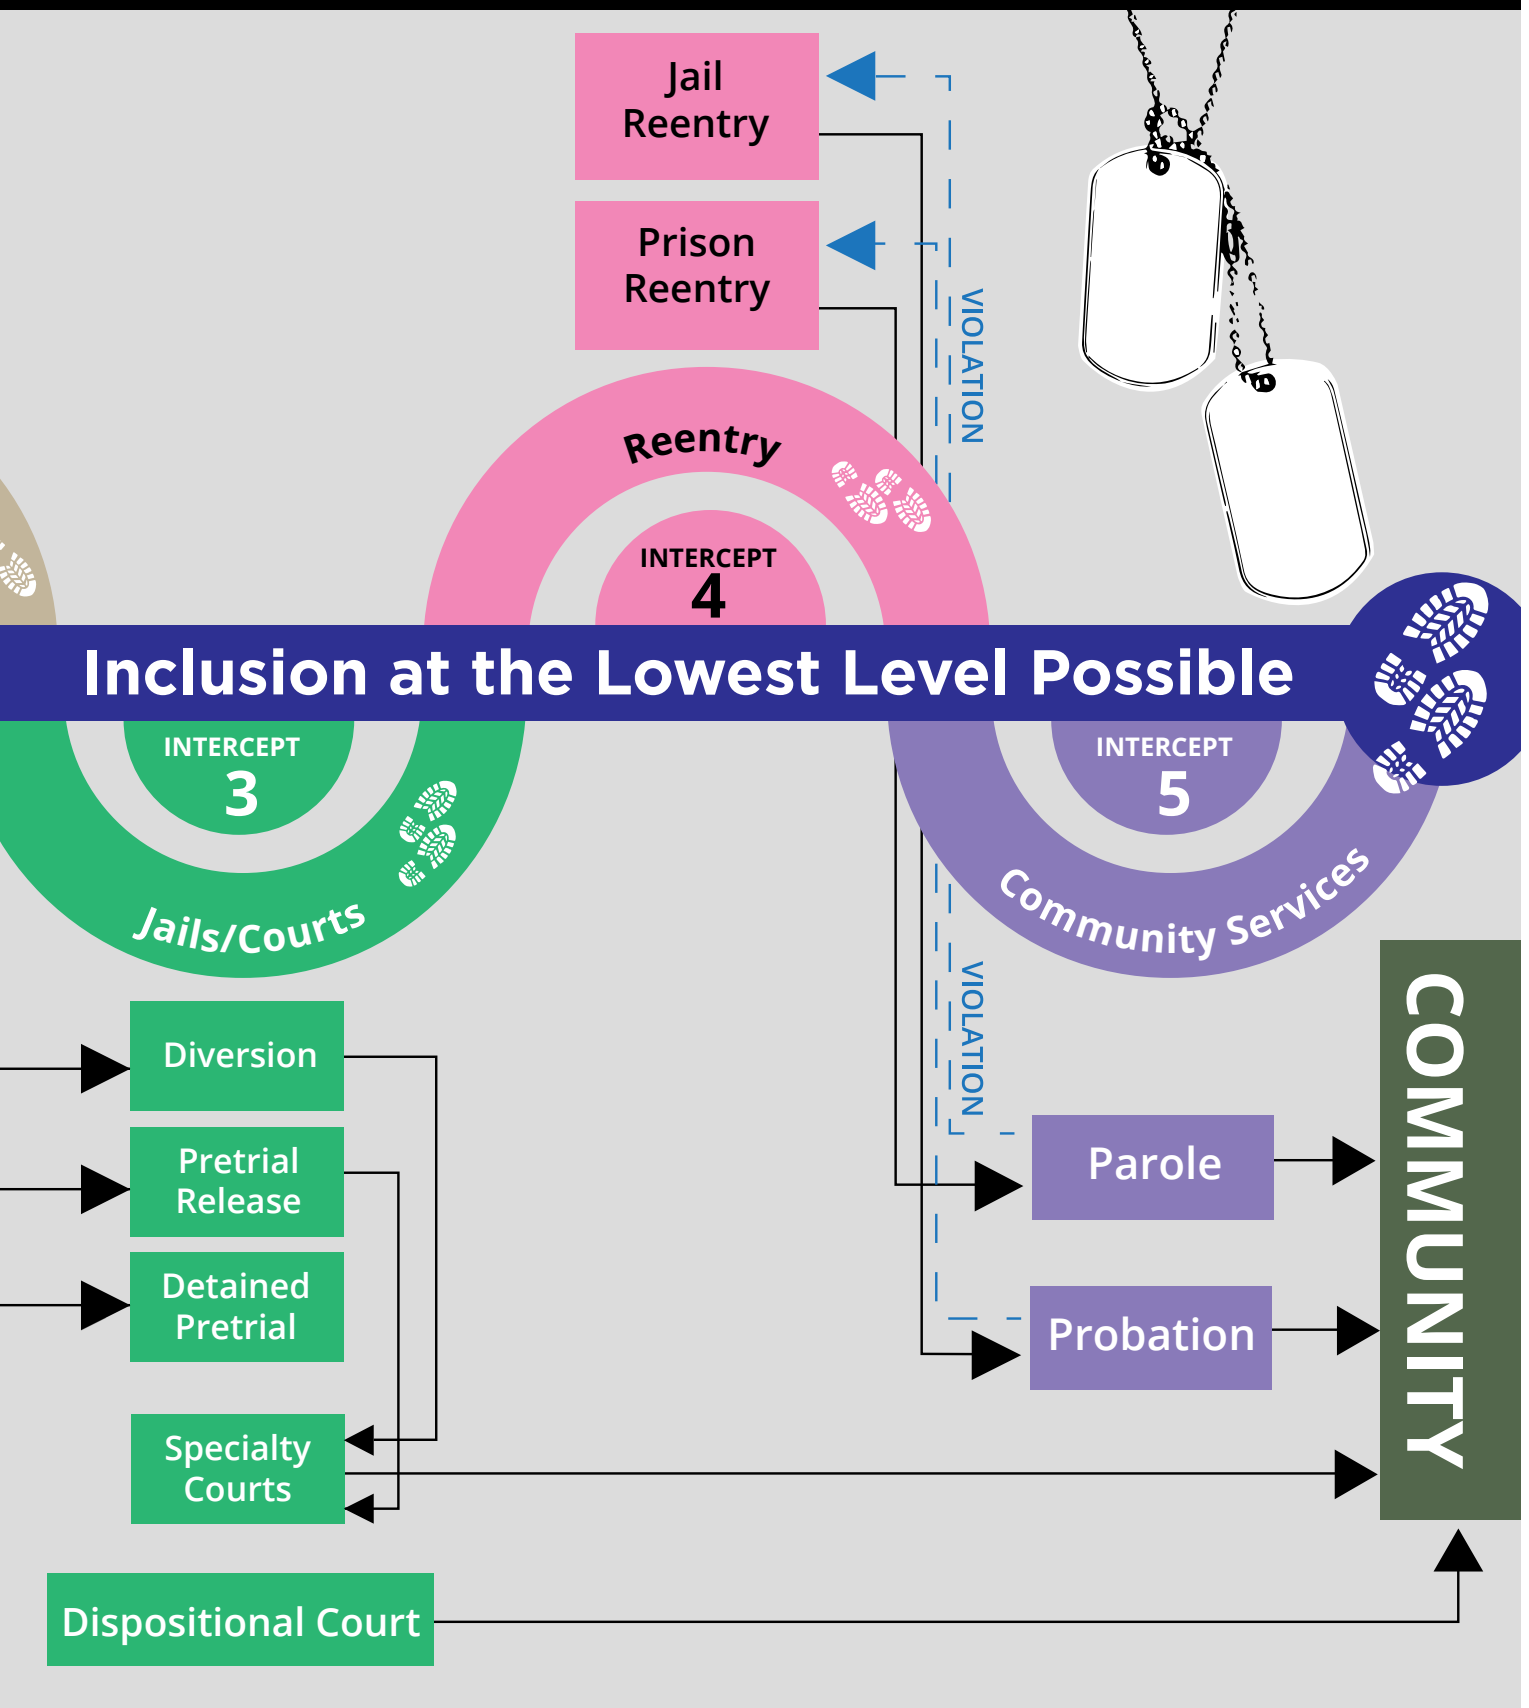 Jail
Reentry
Prison
Reentry
VIOLATION
Reentry
INTERCEPT
4
Inclusion at the Lowest Level Possible
INTERCEPT
3
Jails/Courts
INTERCEPT
5
Community Services
VIOLATION
COMMUNITY
Diversion
Pretrial
Release
Detained
Pretrial
Specialty
Courts
Dispositional Court
Parole
Probation